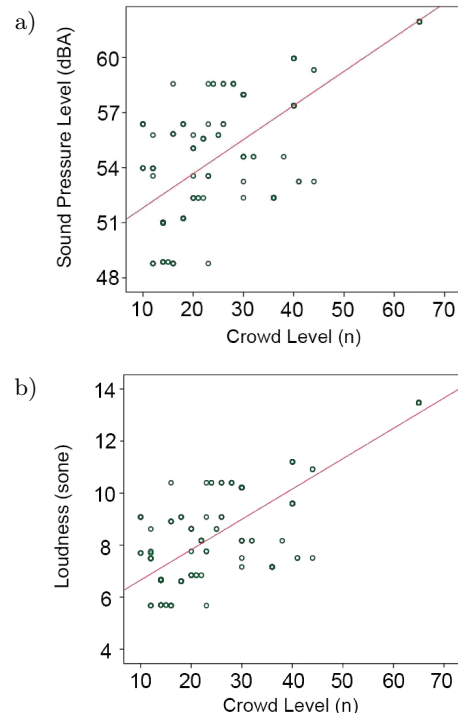 a)
Sound Pressure Level (dBA)
60
57
54
51
48
10 20 30 40 50 60 70
Crowd Level (n)
b)
Loudness (sone)
14
12
10
8
6
4
10 20 30 40 50 60 70
Crowd Level (n)